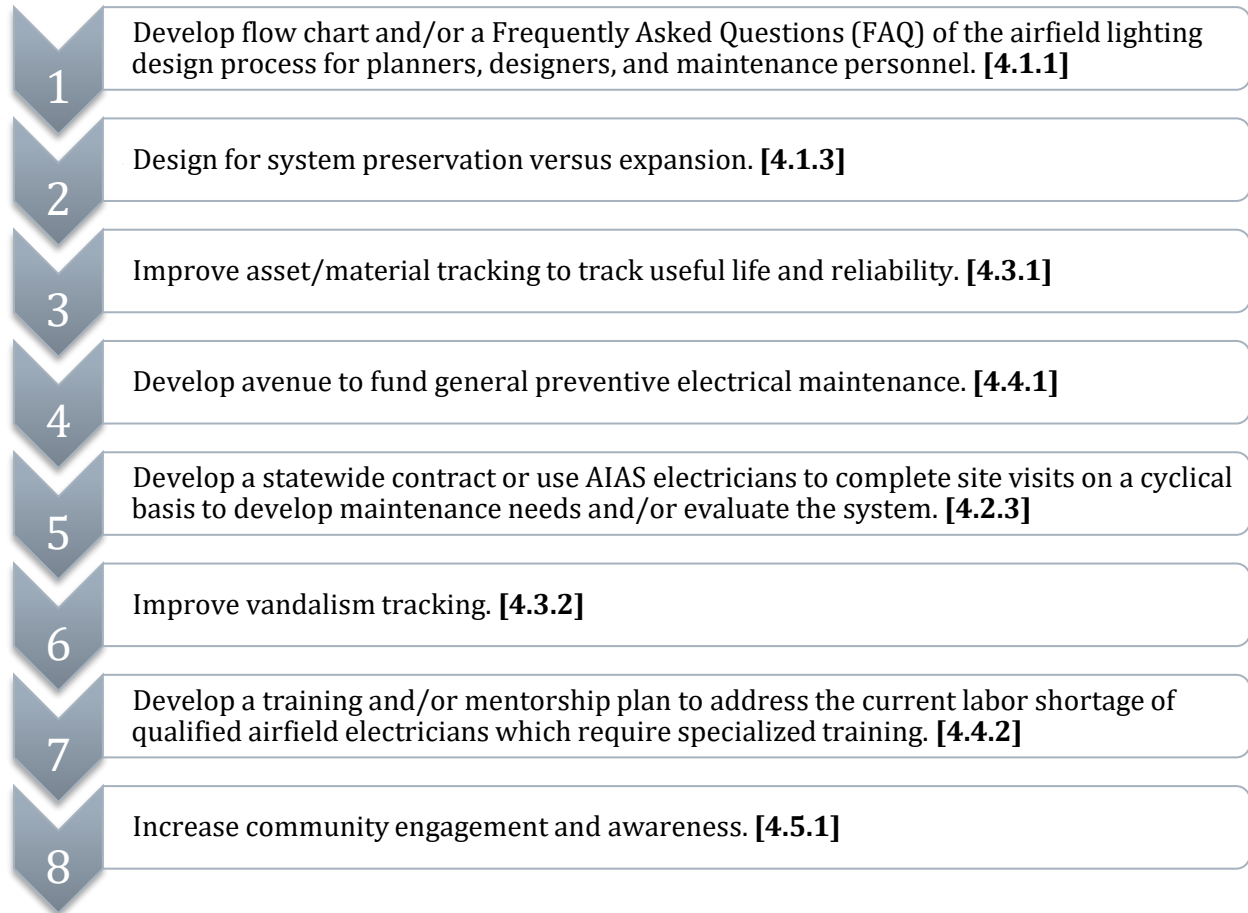 1
Develop flow chart and/or a Frequently Asked Questions (FAQ) of the airfield lighting
design process for planners, designers, and maintenance personnel. [4.1.1]
2
Design for system preservation versus expansion. [4.1.3]
3
Improve asset/material tracking to track useful life and reliability. [4.3.1]
4
Develop avenue to fund general preventive electrical maintenance. [4.4.1]
5
Develop a statewide contract or use AIAS electricians to complete site visits on a cyclical
basis to develop maintenance needs and/or evaluate the system. [4.2.3]
6
Improve vandalism tracking. [4.3.2]
7
Develop a training and/or mentorship plan to address the current labor shortage of
qualified airfield electricians which require specialized training. [4.4.2]
8
Increase community engagement and awareness. [4.5.1]